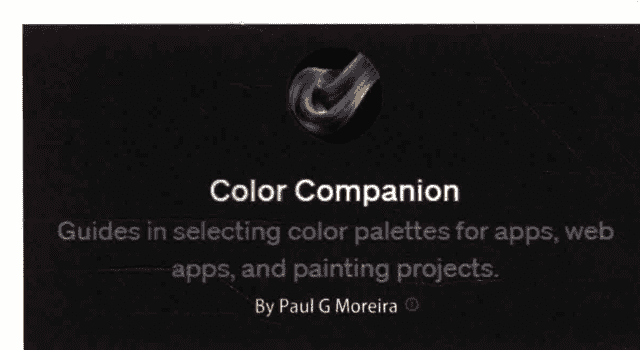 Color Companion
Guides in selecting color palettes for apps, web
apps, and painting projects.
By Paul G Moreira